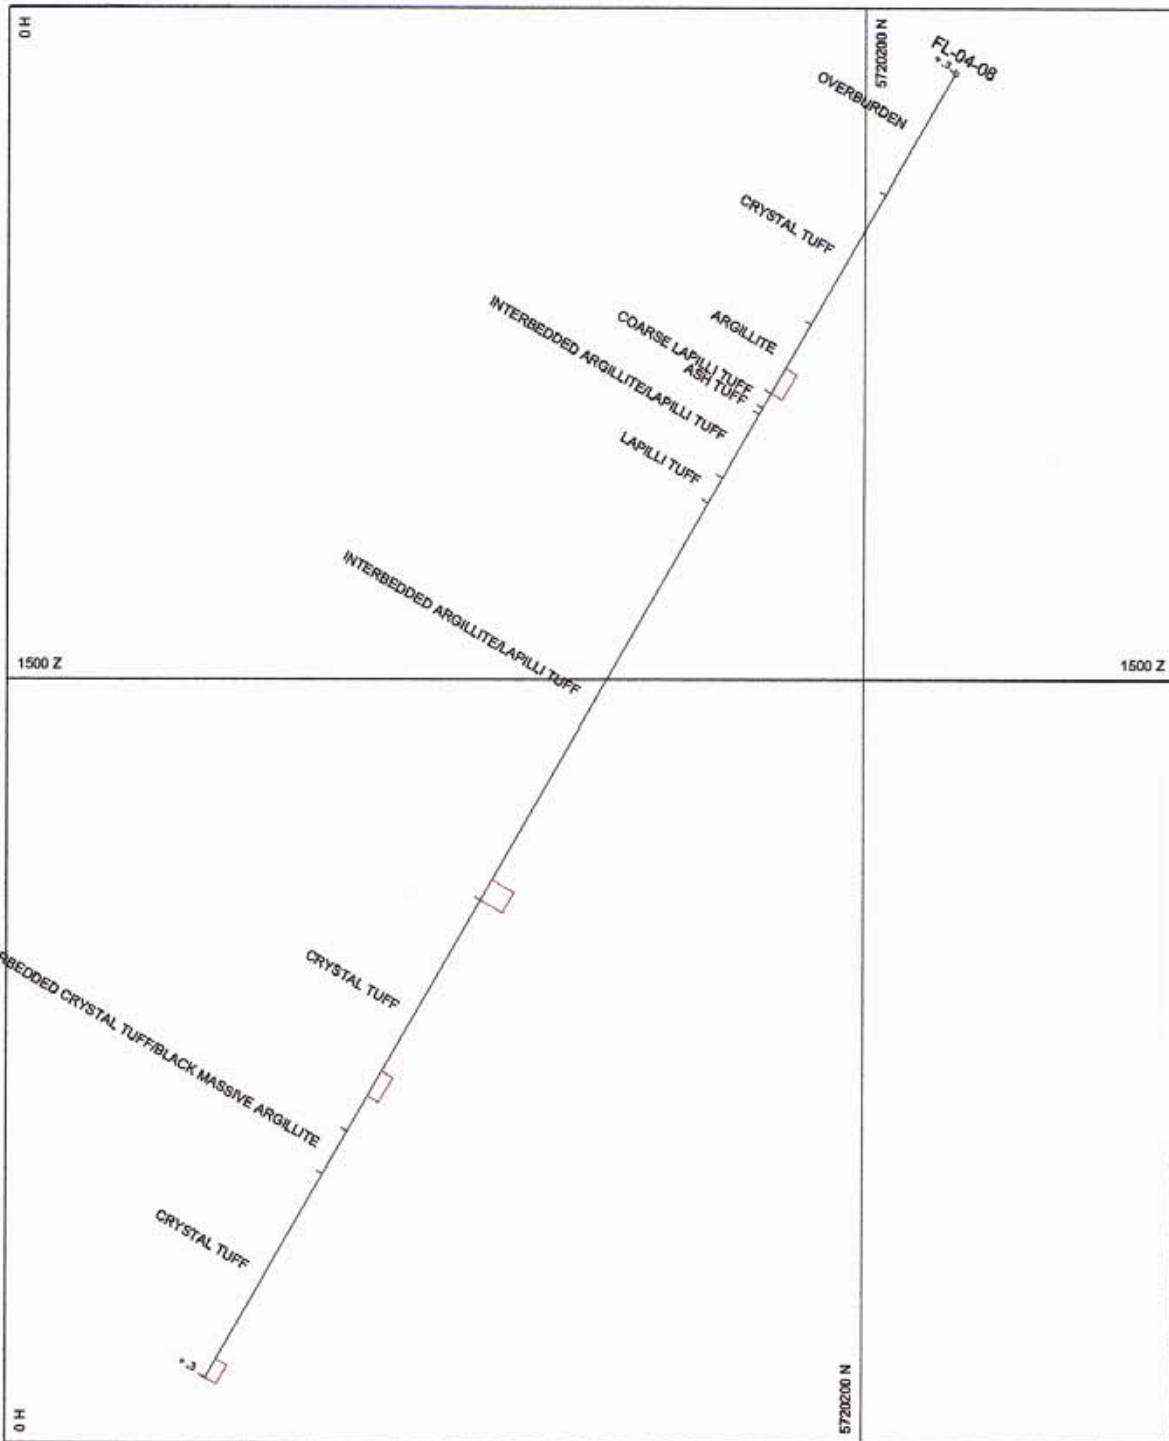 0 H
5720200 N
FL-04-08
OVERBURDEN
CRYSTAL TUFF
ARGILLITE
COARSE LAPILLI TUFF
ASH TUFF
INTERBEDDED ARGILLITE/LAPILLI TUFF
LAPILLI TUFF
INTERBEDDED ARGILLITE/LAPILLI TUFF
1500 Z
1500 Z
CRYSTAL TUFF
CRYSTAL TUFF/BLACK MASSIVE ARGILLITE
CRYSTAL TUFF
0 H
5720200 N